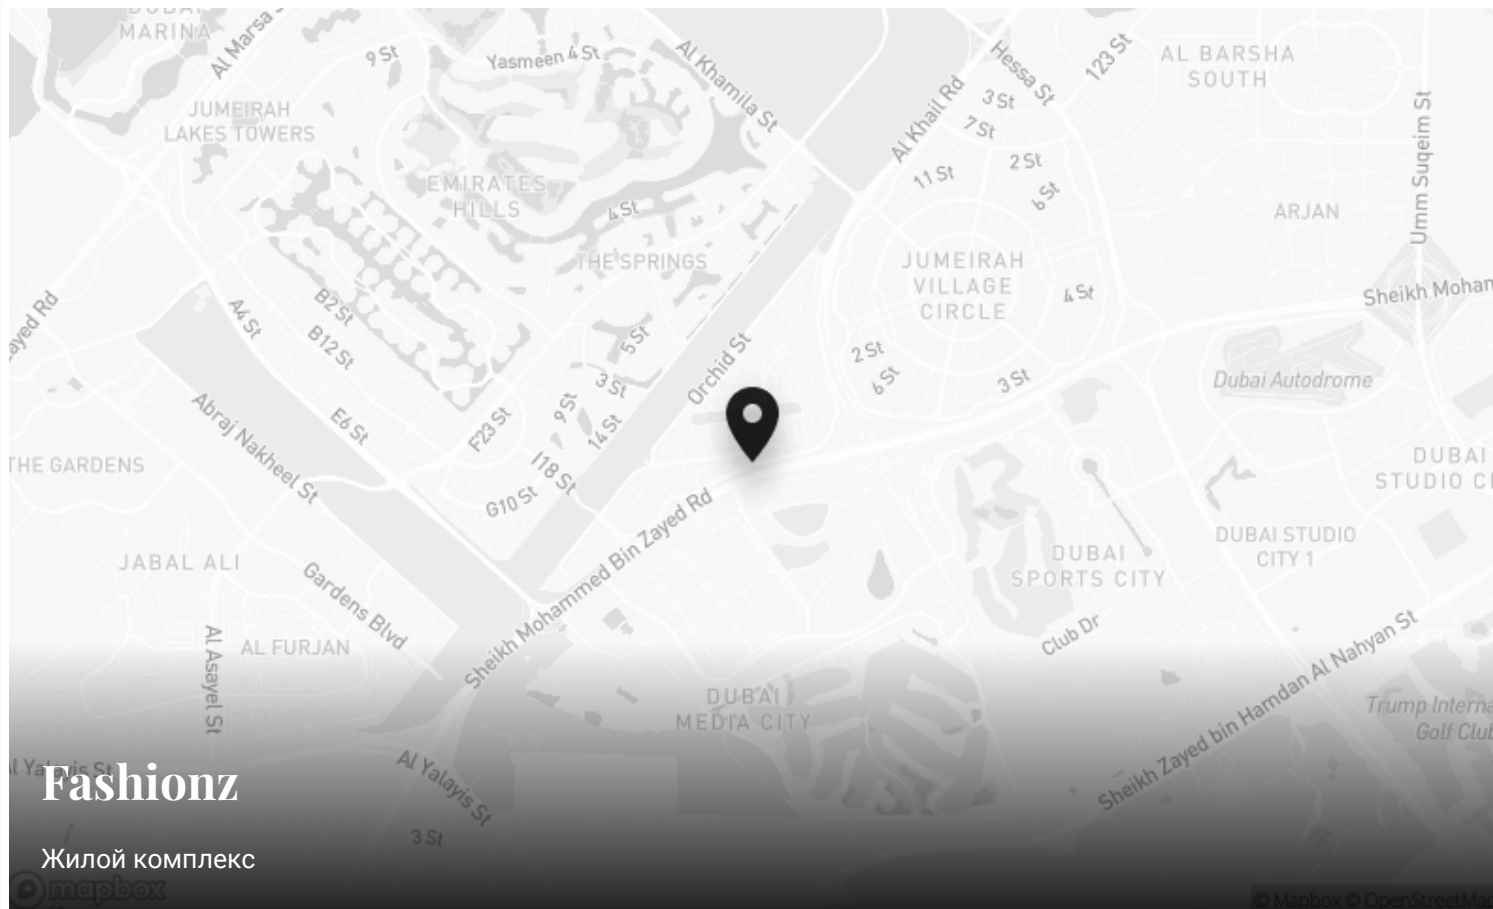 DUBAI
MARINA
Al Marsa
9 St
Yasmeen 4 St
Al Khamila St
Hessa St
123 St
AL BARSHA
SOUTH
JUMEIRAH
LAKES TOWERS
Al Khail Rd
3 St
7 St
Umm Suqeim St
EMIRATES
HILLS
4 St
11 St
2 St
6 St
ARJAN
THE SPRINGS
JUMEIRAH
VILLAGE
CIRCLE
4 St
Sheikh Mohan
ayed Rd
A4 St
B2 St
B12 St
5 St
Orchid St
2 St
6 St
3 St
Dubai Autodrome
3 St
9 St
14 St
Abraj Nakheel St
E6 St
F23 St
I18 St
G10 St
THE GARDENS
DUBAI
STUDIO CI
Sheikh Mohammed Bin Zayed Rd
DUBAI STUDIO
CITY 1
JABAL ALI
Gardens Blvd
DUBAI
SPORTS CITY
Club Dr
Al Asayel St
AL FURJAN
DUBAI
MEDIA CITY
Sheikh Zayed bin Hamdan Al Nahyan St
Trump Interna
Golf Club
Al Yalayis St
Al Yalayis St
Fashionz
3 St
Жилой комплекс
mapbox
© Mapbox © OpenStreetMap